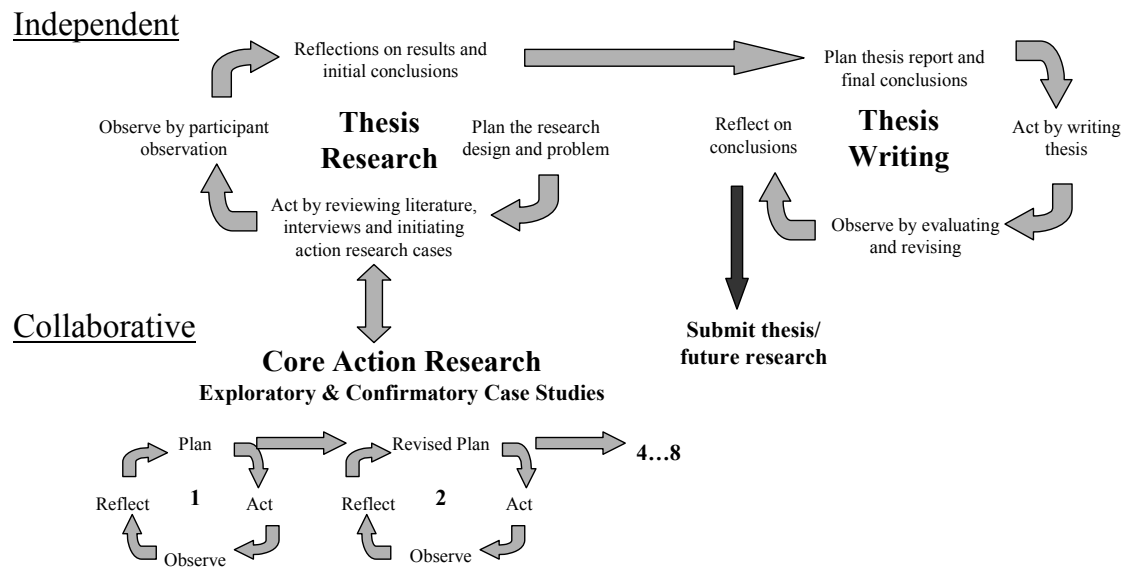 Independent
Reflections on results and
initial conclusions
Plan thesis report and
final conclusions
Observe by participant
observation
Thesis
Research
Plan the research
design and problem
Reflect on
conclusions
Thesis
Writing
Act by writing
thesis
Act by reviewing literature,
interviews and initiating
action research cases
Observe by evaluating
and revising
Collaborative
Submit thesis/
future research
Core Action Research
Exploratory & Confirmatory Case Studies
Plan
Reflect
1
Act
Observe
Revised Plan
Reflect
2
Act
Observe
4…8